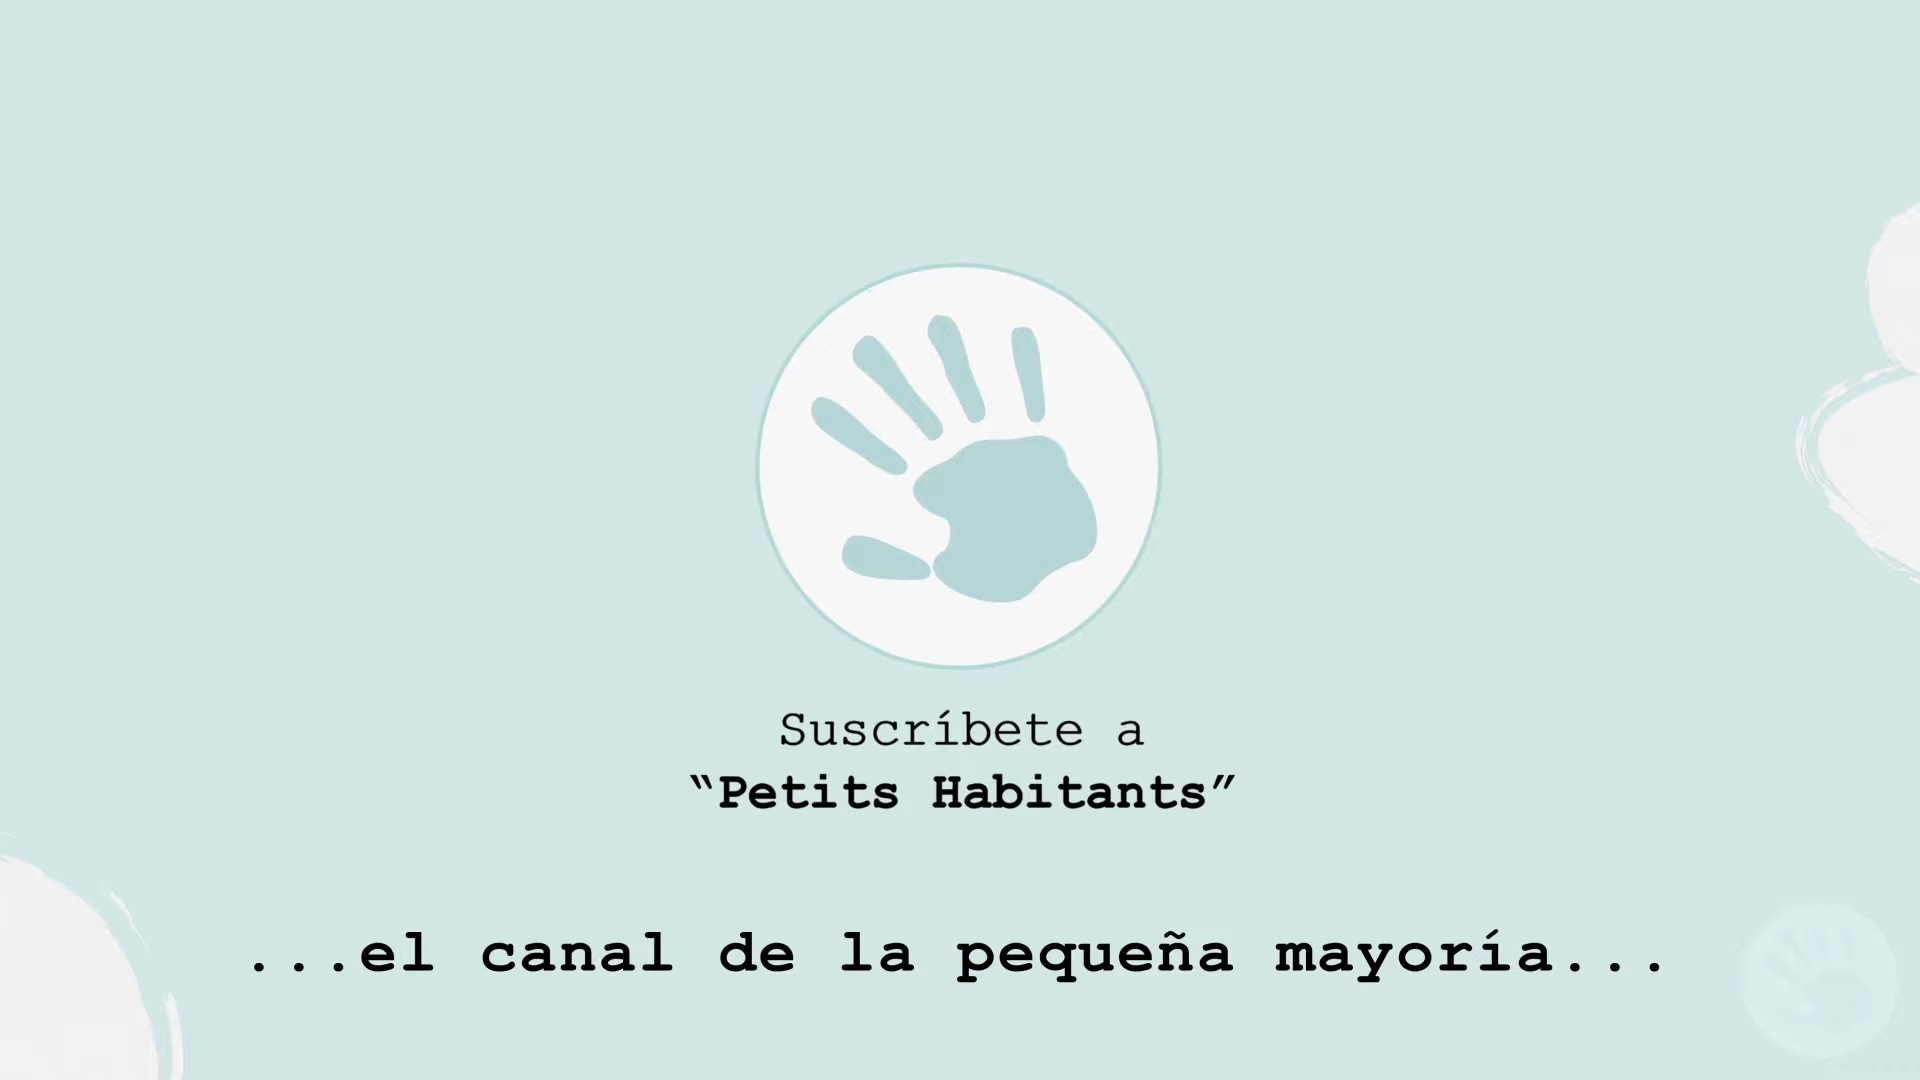 Suscríbete a
“Petits Habitants”
...el canal de la pequeña mayoría...